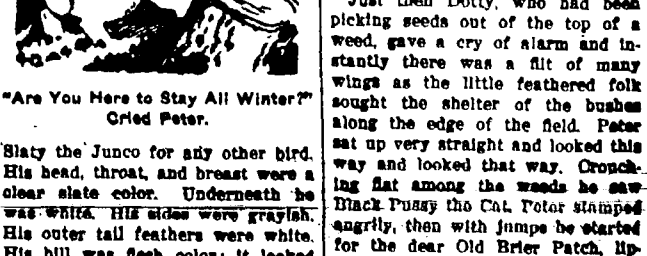 "Are You Here to Stay All Winter?"
Cried Peter.
Slaty the Junco for any other bird.
His head, throat, and breast were a
clear slate color. Underneath he
was white. His sides were grayish.
His outer tail feathers were white.
His bill was flesh color; it looked
Just then Dotty, who had been
picking seeds out of the top of a
weed, gave a cry of alarm and in-
stantly there was a flit of many
wings as the little feathered folk
sought the shelter of the bushes
along the edge of the field. Peter
sat up very straight and looked this
way and looked that way. Crouch-
ing flat among the weeds he saw
Black Pussy the Cat. Peter stamped
angrily, then with jumps he started
for the dear Old Brier Patch, lip-